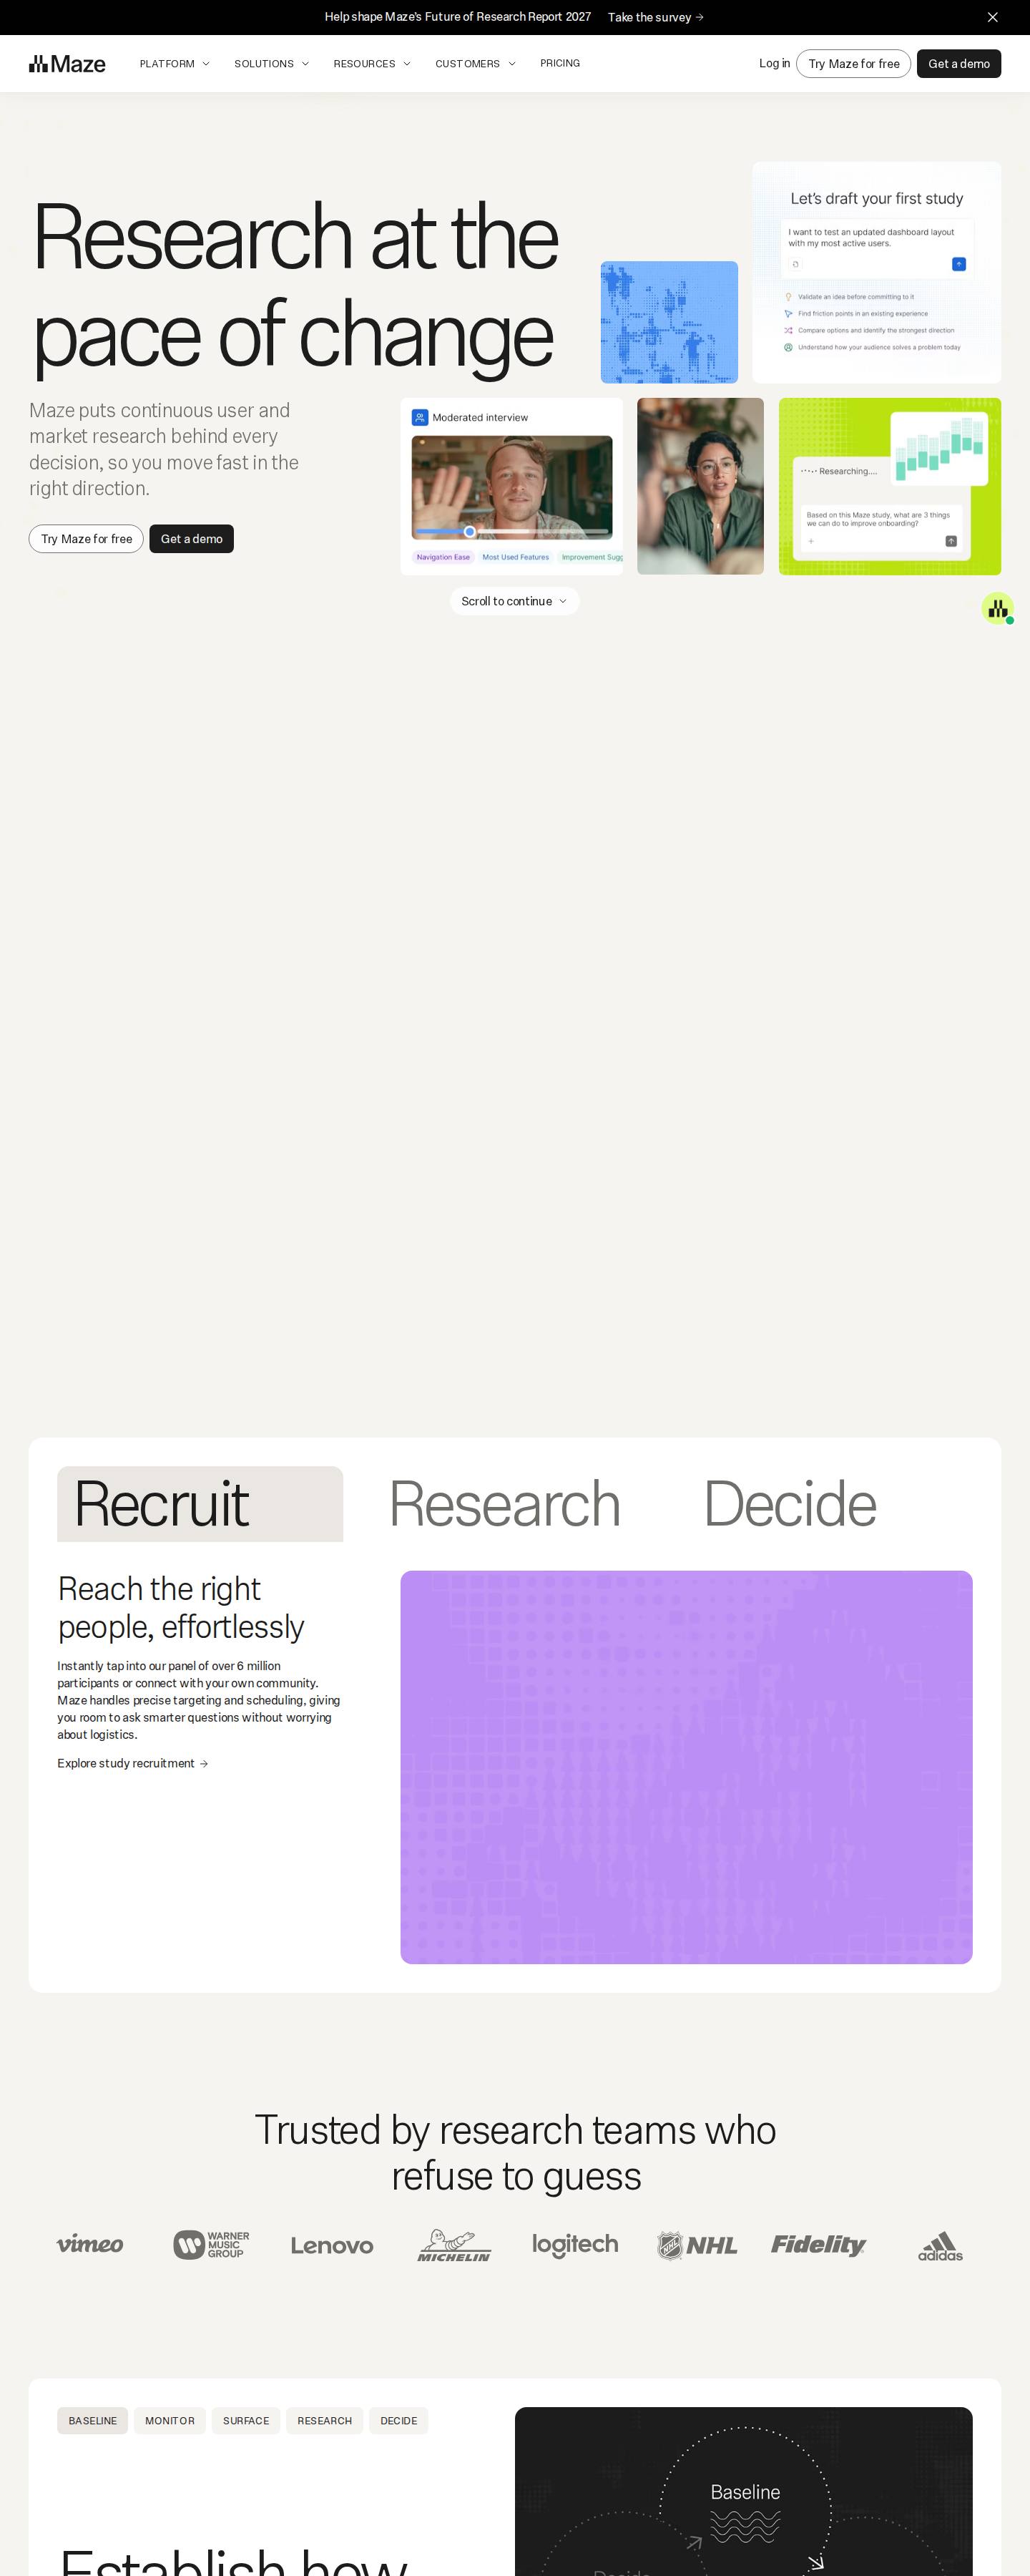 Help shape Maze's Future of Research Report 2027 Take the survey →
Maze
PLATFORM SOLUTIONS RESOURCES CUSTOMERS PRICING
Log in Try Maze for free Get a demo
Research at the
pace of change
Maze puts continuous user and
market research behind every
decision, so you move fast in the
right direction.
Try Maze for free Get a demo
Let's draft your first study
I want to test an updated dashboard layout
with my most active users.
Validate an idea before committing to it
Find friction points in an existing experience
Compare options and identify the strongest direction
Understand how your audience solves a problem today
Moderated interview
Navigation Ease Most Used Features Improvement Sugg
Researching....
Based on this Maze study, what are 3 things
we can do to improve onboarding?
Scroll to continue
Recruit Research Decide
Reach the right
people, effortlessly
Instantly tap into our panel of over 6 million
participants or connect with your own community.
Maze handles precise targeting and scheduling, giving
you room to ask smarter questions without worrying
about logistics.
Explore study recruitment →
Trusted by research teams who
refuse to guess
vimeo
WARNER
MUSIC
GROUP
Lenovo
MICHELIN
logitech
NHL
NHL
Fidelity
adidas
BASELINE MONITOR SURFACE RESEARCH DECIDE
Baseline
Decide
Establish how